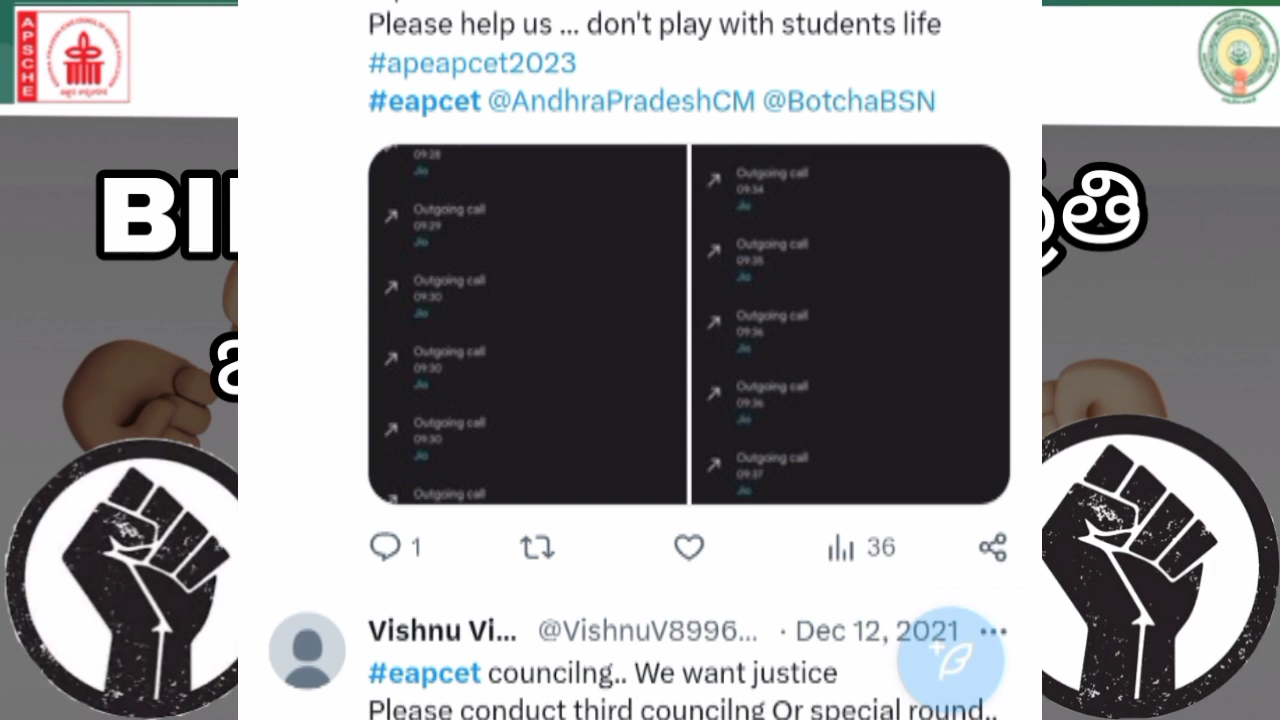 APSCHE
Please help us ... don't play with students life
#apeapcet2023
#eapcet @AndhraPradeshCM @BotchaBSN
09:28
Jio
Outgoing call
09:29
Jio
Outgoing call
09:30
Jio
Outgoing call
09:30
Jio
Outgoing call
09:30
Jio
Outgoing call
Outgoing call
09:34
Jio
Outgoing call
09:35
Jio
Outgoing call
09:36
Jio
Outgoing call
09:36
Jio
Outgoing call
09:37
Jio
1
36
Vishnu Vi... @VishnuV8996... · Dec 12, 2021
#eapcet councilng.. We want justice
Please conduct third councilng Or special round..